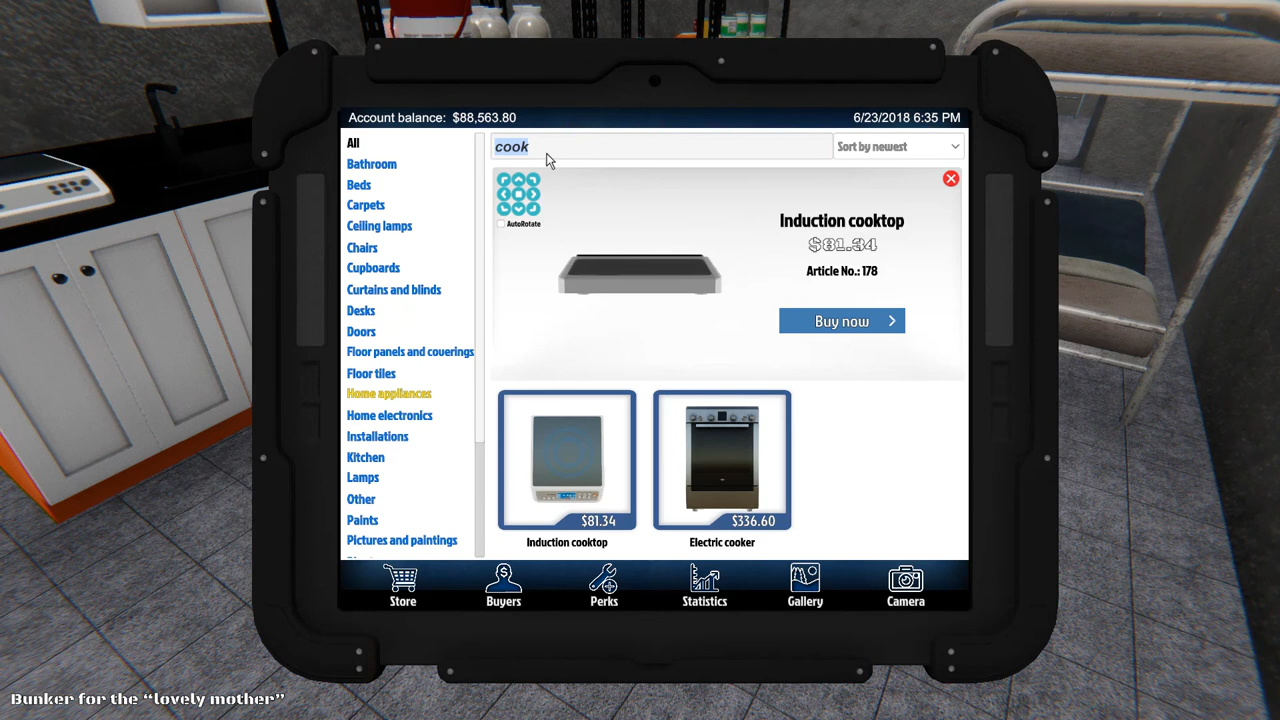 Account balance: $88,563.80
6/23/2018 6:35 PM
All
Bathroom
Beds
Carpets
Ceiling lamps
Chairs
Cupboards
Curtains and blinds
Desks
Doors
Floor panels and coverings
Floor tiles
Home appliances
Home electronics
Installations
Kitchen
Lamps
Other
Paints
Pictures and paintings
cook
Sort by newest
AutoRotate
Induction cooktop
$81.34
Article No.: 178
Buy now
$81.34
Induction cooktop
$336.60
Electric cooker
Store
Buyers
Perks
Statistics
Gallery
Camera
Bunker for the “lovely mother”